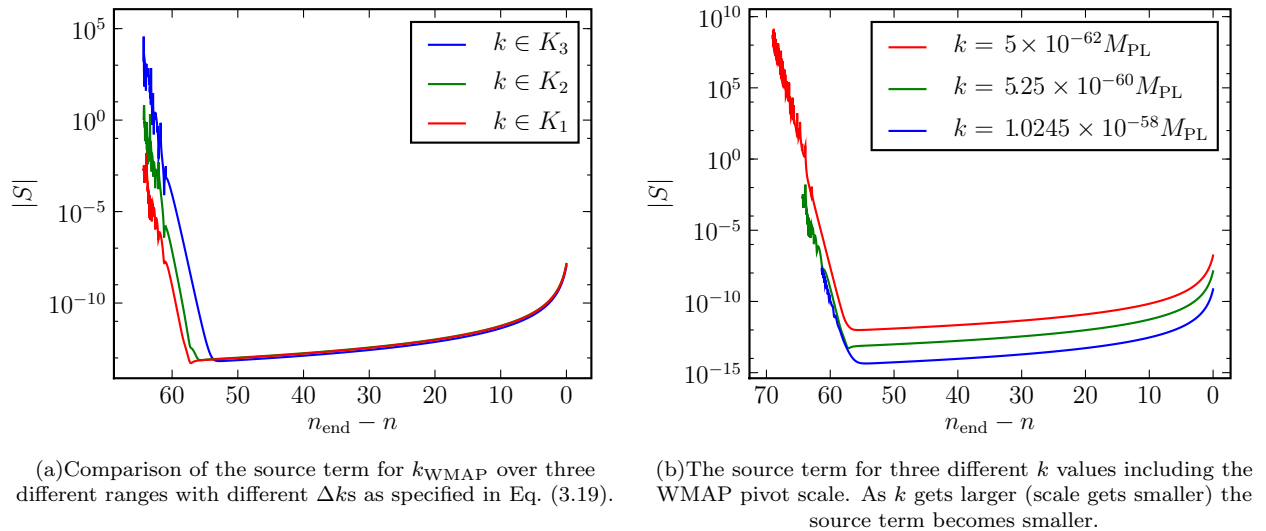 10^5
10^0
10^{-5}
10^{-10}
|S|
k ∈ K_3
k ∈ K_2
k ∈ K_1
60 50 40 30 20 10 0
n_end − n
(a)Comparison of the source term for k_WMAP over three
different ranges with different Δks as specified in Eq. (3.19).
10^{10}
10^5
10^0
10^{-5}
10^{-10}
10^{-15}
|S|
k = 5 × 10^{-62} M_PL
k = 5.25 × 10^{-60} M_PL
k = 1.0245 × 10^{-58} M_PL
70 60 50 40 30 20 10 0
n_end − n
(b)The source term for three different k values including the
WMAP pivot scale. As k gets larger (scale gets smaller) the
source term becomes smaller.